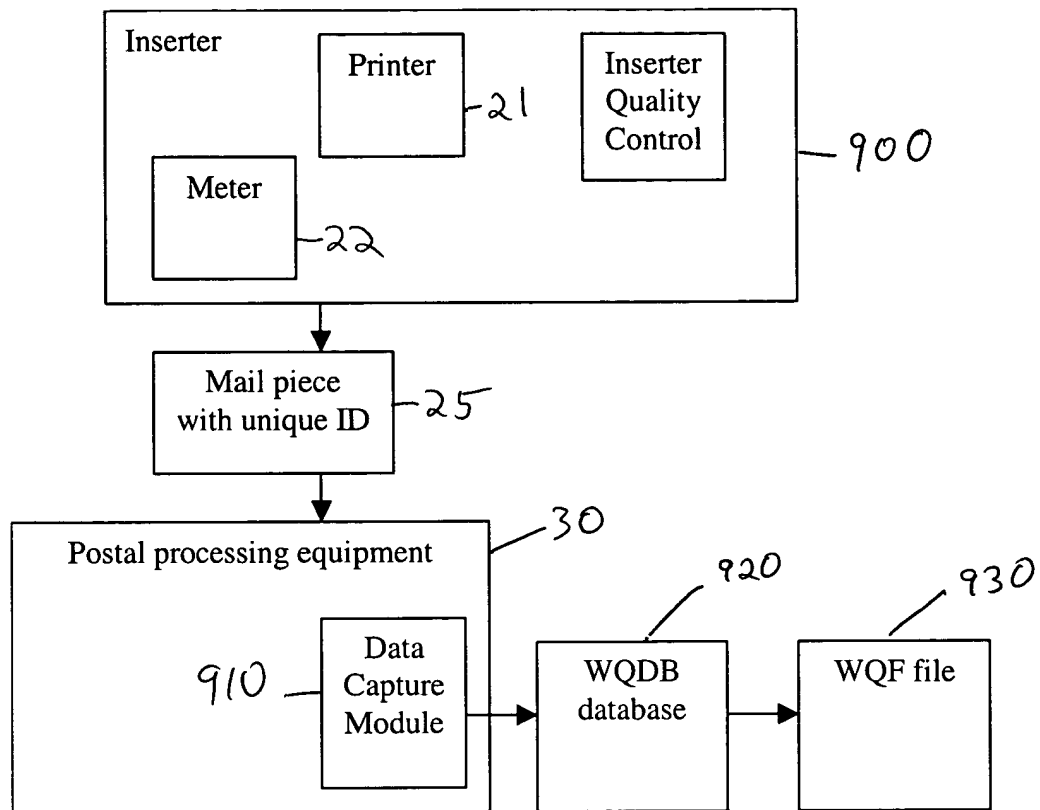 Inserter
Printer
21
Inserter
Quality
Control
900
Meter
22
Mail piece
with unique ID
25
Postal processing equipment
30
Data
Capture
Module
910
WQDB
database
920
WQF file
930